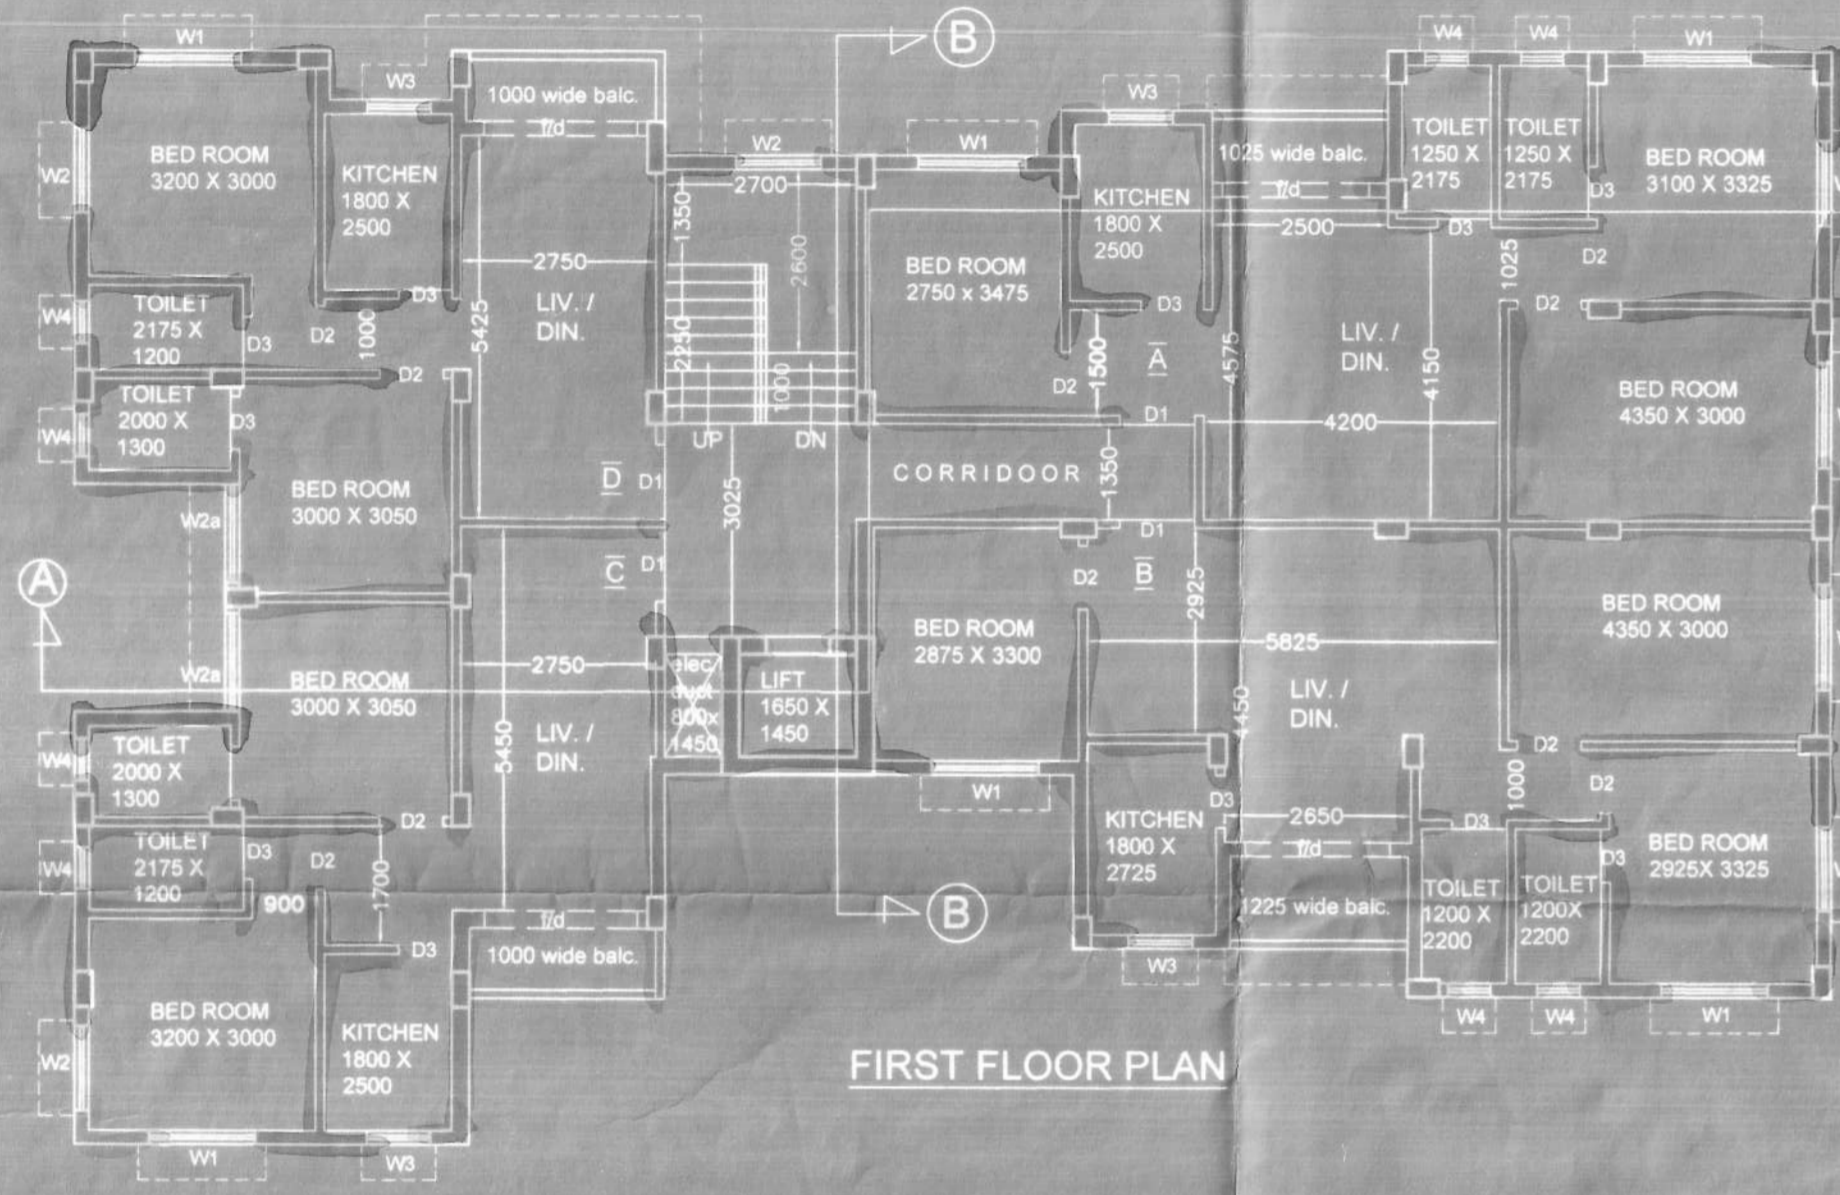 W1
W3
1000 wide balc.
f/d
W2
BED ROOM
3200 X 3000
KITCHEN
1800 X
2500
D3
W4
TOILET
2175 X
1200
D3
D2
1000
D2
5425
2750
LIV. /
DIN.
W4
TOILET
2000 X
1300
D3
BED ROOM
3000 X 3050
W2a
D
D1
B
W2
2700
1350
2600
2250
1000
UP
DN
3025
W1
BED ROOM
2750 x 3475
W3
KITCHEN
1800 X
2500
D3
1500
D2
A
D1
CORRIDOOR
1350
1025 wide balc.
f/d
2500
4575
LIV. /
DIN.
4150
4200
W4
W4
W1
TOILET
1250 X
2175
TOILET
1250 X
2175
D3
D3
BED ROOM
3100 X 3325
1025
D2
D2
BED ROOM
4350 X 3000
A
W2a
BED ROOM
3000 X 3050
C
D1
2750
5450
LIV. /
DIN.
elec
duct
800x
1450
LIFT
1650 X
1450
W4
TOILET
2000 X
1300
D2
W4
TOILET
2175 X
1200
D3
D2
900
1700
D3
f/d
1000 wide balc.
W2
BED ROOM
3200 X 3000
KITCHEN
1800 X
2500
W1
W3
D1
D2
B
2925
BED ROOM
2875 X 3300
5825
4450
LIV. /
DIN.
W1
D3
KITCHEN
1800 X
2725
W3
2650
f/d
1225 wide balc.
B
BED ROOM
4350 X 3000
D2
1000
D2
D3
D3
TOILET
1200 X
2200
TOILET
1200X
2200
BED ROOM
2925X 3325
W4
W4
W1
FIRST FLOOR PLAN